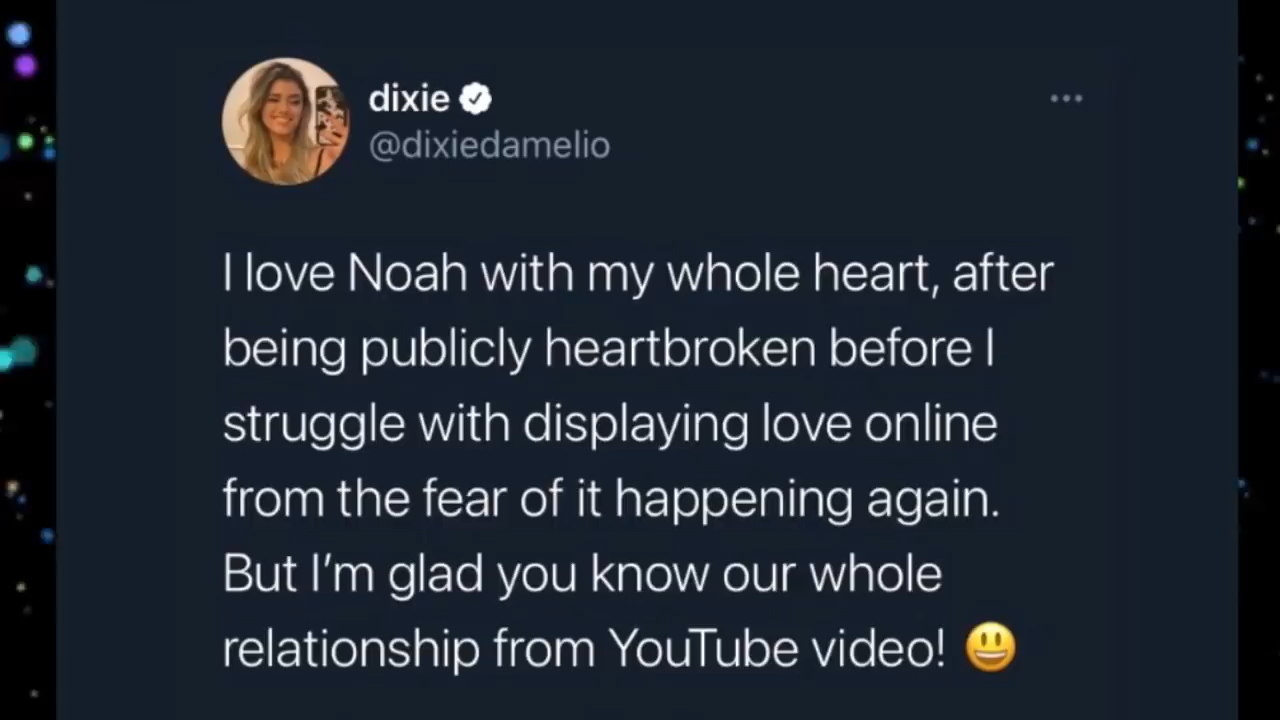 dixie
@dixiedamelio
I love Noah with my whole heart, after
being publicly heartbroken before I
struggle with displaying love online
from the fear of it happening again.
But I’m glad you know our whole
relationship from YouTube video! 😃